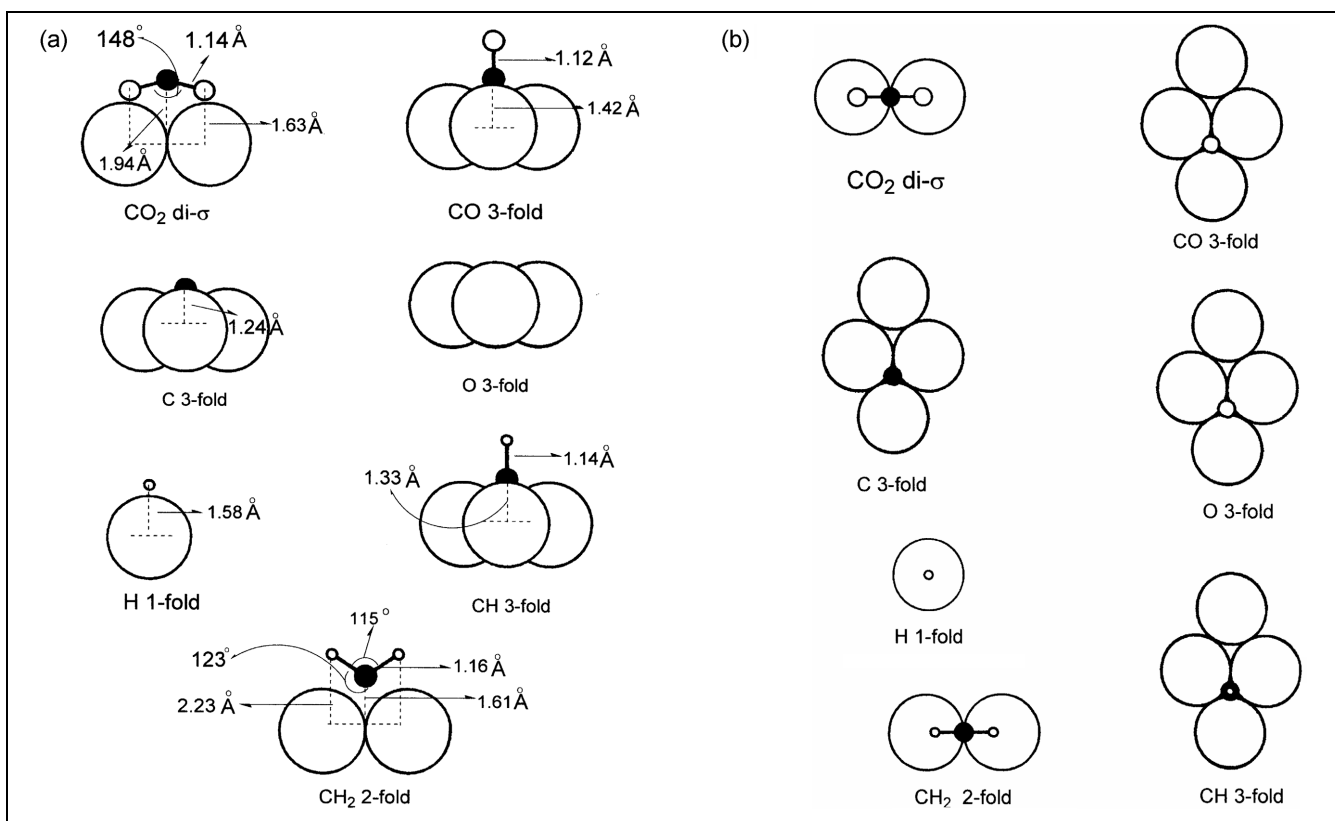 (a)
148°
1.14 Å
1.63 Å
1.94 Å
CO₂ di-σ
1.12 Å
1.42 Å
CO 3-fold
1.24 Å
C 3-fold
O 3-fold
1.58 Å
H 1-fold
1.33 Å
1.14 Å
CH 3-fold
115°
123°
1.16 Å
2.23 Å
1.61 Å
CH₂ 2-fold
(b)
CO₂ di-σ
CO 3-fold
C 3-fold
O 3-fold
H 1-fold
CH₂ 2-fold
CH 3-fold